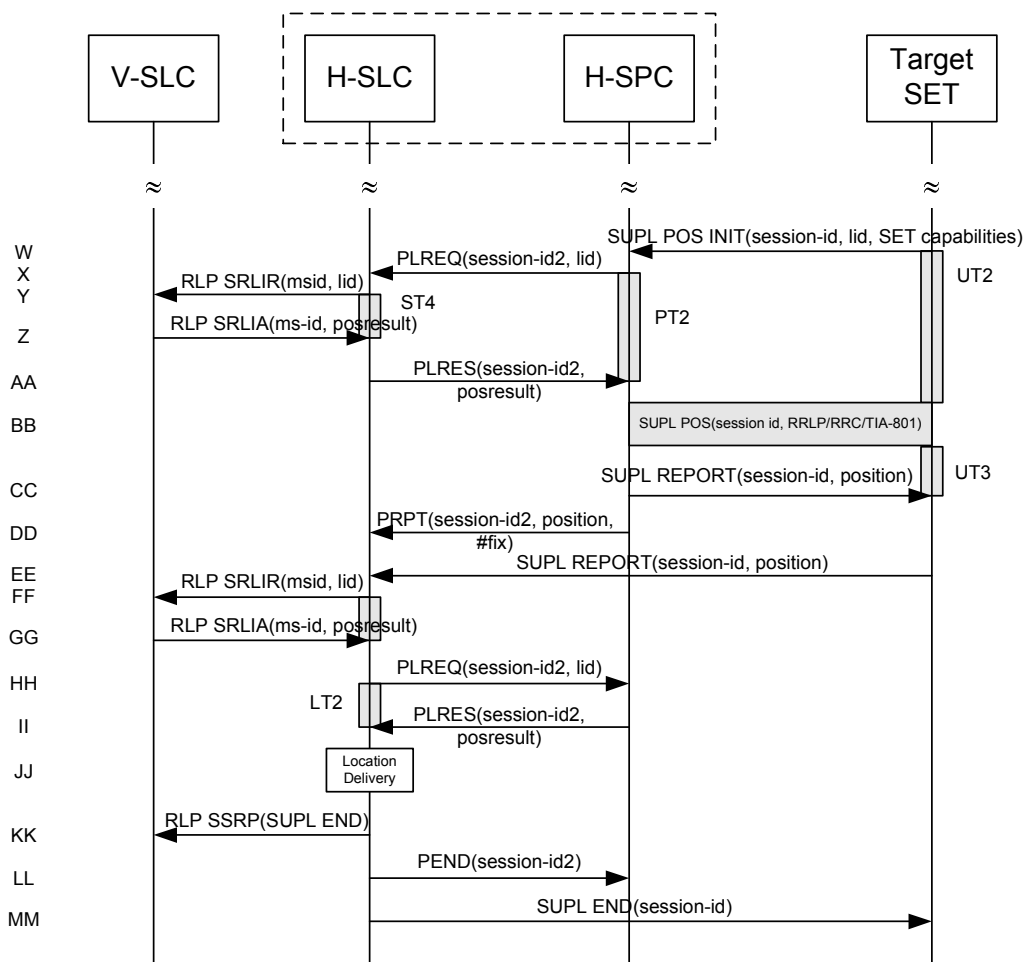 V-SLC
H-SLC
H-SPC
Target
SET
≈ ≈ ≈ ≈
W
SUPL POS INIT(session-id, lid, SET capabilities)
X
PLREQ(session-id2, lid)
UT2
Y
RLP SRLIR(msid, lid)
ST4
PT2
Z
RLP SRLIA(ms-id, posresult)
AA
PLRES(session-id2,
posresult)
BB
SUPL POS(session id, RRLP/RRC/TIA-801)
CC
SUPL REPORT(session-id, position)
UT3
DD
PRPT(session-id2, position,
#fix)
EE
SUPL REPORT(session-id, position)
FF
RLP SRLIR(msid, lid)
GG
RLP SRLIA(ms-id, posresult)
HH
PLREQ(session-id2, lid)
LT2
II
PLRES(session-id2,
posresult)
JJ
Location
Delivery
KK
RLP SSRP(SUPL END)
LL
PEND(session-id2)
MM
SUPL END(session-id)